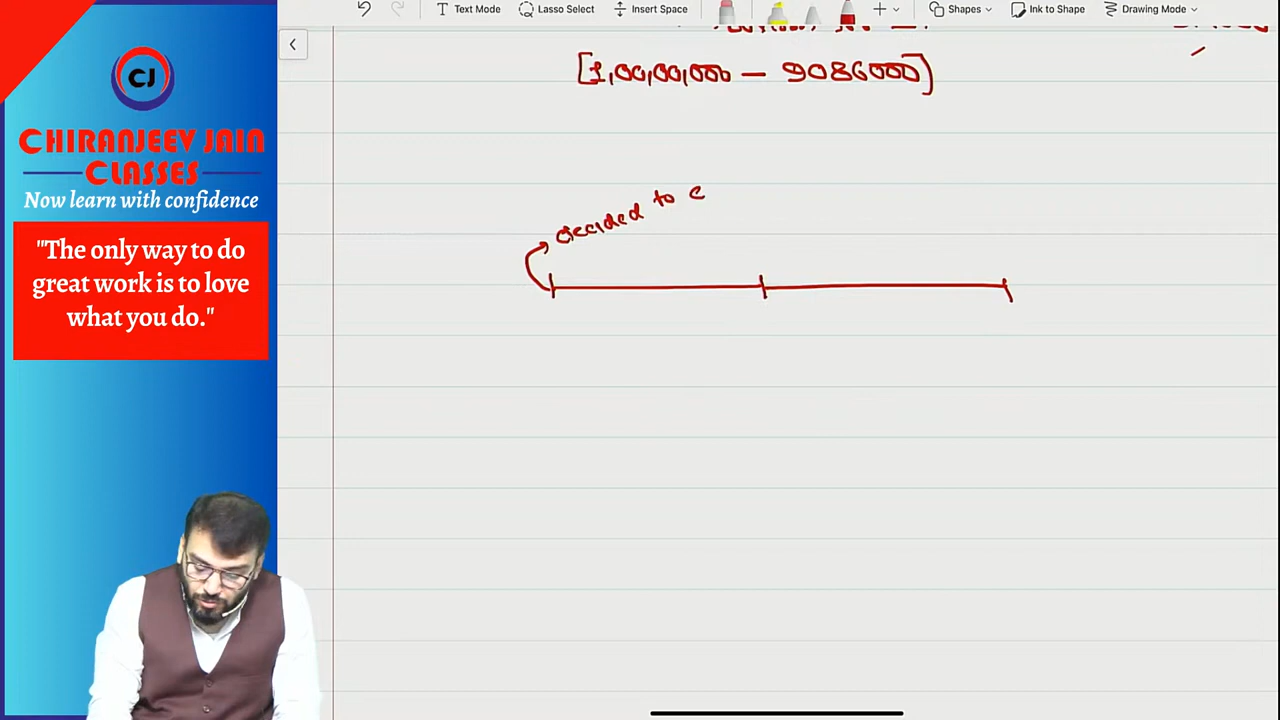 Text Mode Lasso Select Insert Space Shapes Ink to Shape Drawing Mode
[1,00,00,000 — 9086000]
CJ
CHIRANJEEV JAIN
CLASSES
Now learn with confidence
"The only way to do
great work is to love
what you do."
decided to c